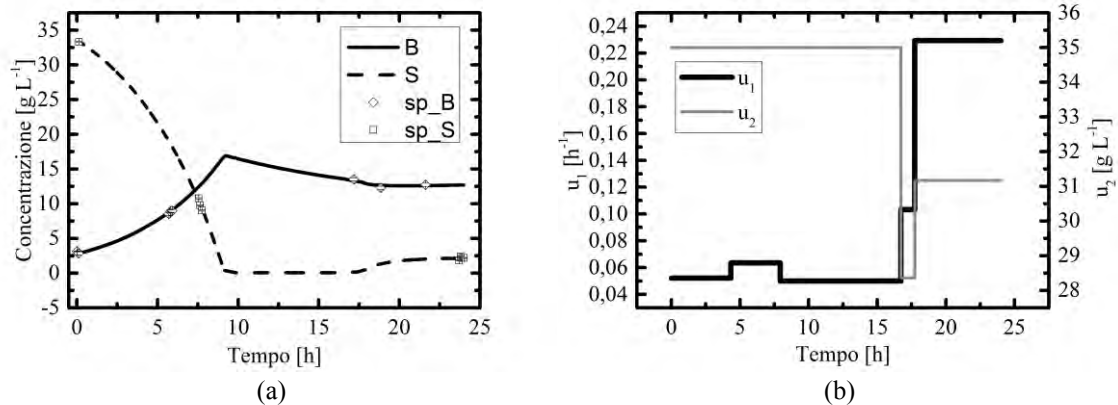 35
30
25
20
15
10
5
0
-5
Concentrazione [g L⁻¹]
B
S
sp_B
sp_S
0 5 10 15 20 25
Tempo [h]
(a)
0,24
0,22
0,20
0,18
0,16
0,14
0,12
0,10
0,08
0,06
0,04
u₁ [h⁻¹]
u₁
u₂
36
35
34
33
32
31
30
29
28
u₂ [g L⁻¹]
0 5 10 15 20 25
Tempo [h]
(b)